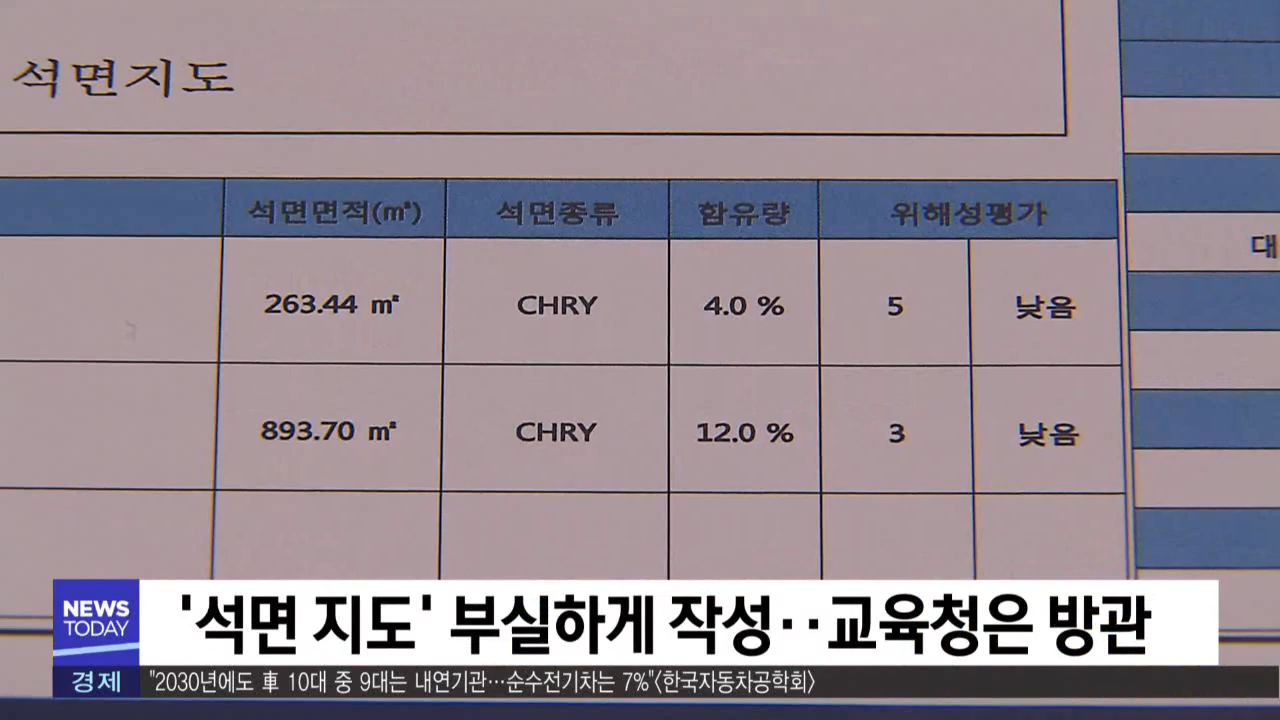 석면지도
석면면적(㎡) 석면종류 함유량 위해성평가
대
263.44 ㎡ CHRY 4.0 % 5 낮음
893.70 ㎡ CHRY 12.0 % 3 낮음
NEWS
TODAY
'석면 지도' 부실하게 작성‥교육청은 방관
경제 "2030년에도 車 10대 중 9대는 내연기관…순수전기차는 7%"〈한국자동차공학회〉